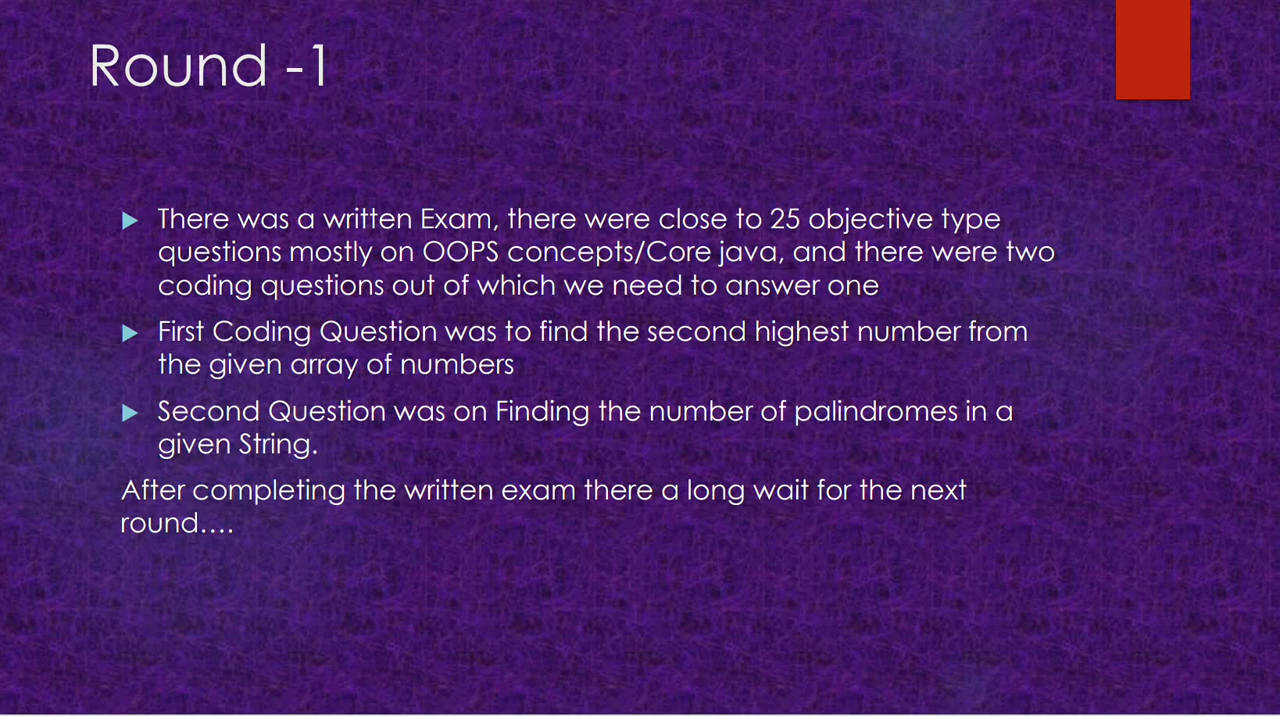 Round -1
There was a written Exam, there were close to 25 objective type
questions mostly on OOPS concepts/Core java, and there were two
coding questions out of which we need to answer one
First Coding Question was to find the second highest number from
the given array of numbers
Second Question was on Finding the number of palindromes in a
given String.
After completing the written exam there a long wait for the next
round….